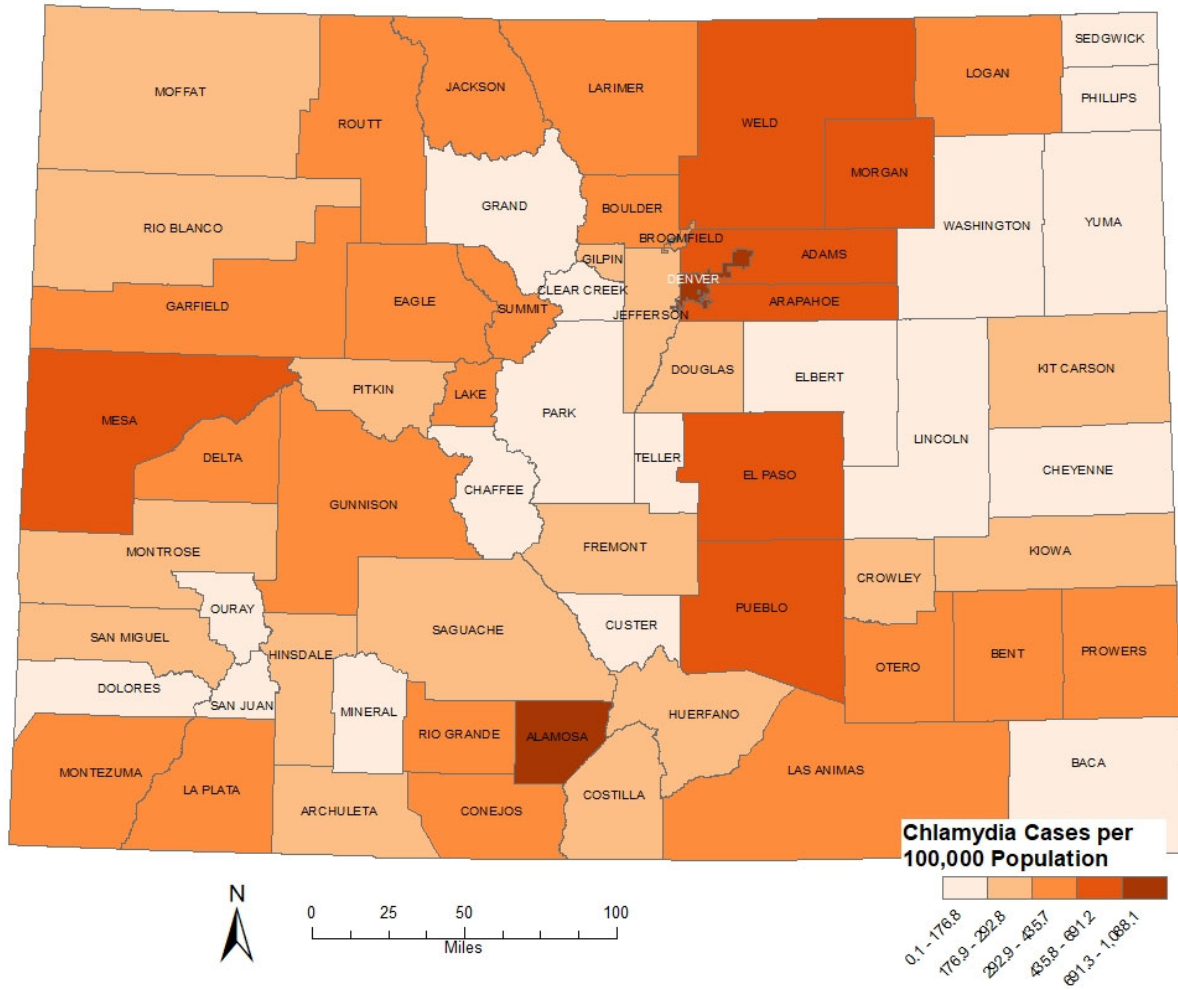 SEDGWICK
LOGAN
JACKSON
LARIMER
MOFFAT
PHILLIPS
ROUTT
WELD
MORGAN
GRAND
BOULDER
WASHINGTON
YUMA
RIO BLANCO
BROOMFIELD
GILPIN
ADAMS
DENVER
CLEAR CREEK
EAGLE
GARFIELD
SUMMIT
ARAPAHOE
JEFFERSON
DOUGLAS
ELBERT
KIT CARSON
PITKIN
LAKE
PARK
MESA
LINCOLN
DELTA
TELLER
CHEYENNE
EL PASO
CHAFFEE
GUNNISON
FREMONT
MONTROSE
KIOWA
CROWLEY
OURAY
PUEBLO
CUSTER
SAGUACHE
SAN MIGUEL
HINSDALE
OTERO
BENT
PROWERS
DOLORES
SAN JUAN
MINERAL
HUERFANO
RIO GRANDE
ALAMOSA
BACA
MONTEZUMA
LAS ANIMAS
LA PLATA
COSTILLA
ARCHULETA
CONEJOS
Chlamydia Cases per
100,000 Population
0.1 - 176.8
176.9 - 292.8
292.9 - 435.7
435.8 - 691.2
691.3 - 1,088.1
N
0 25 50 100
Miles